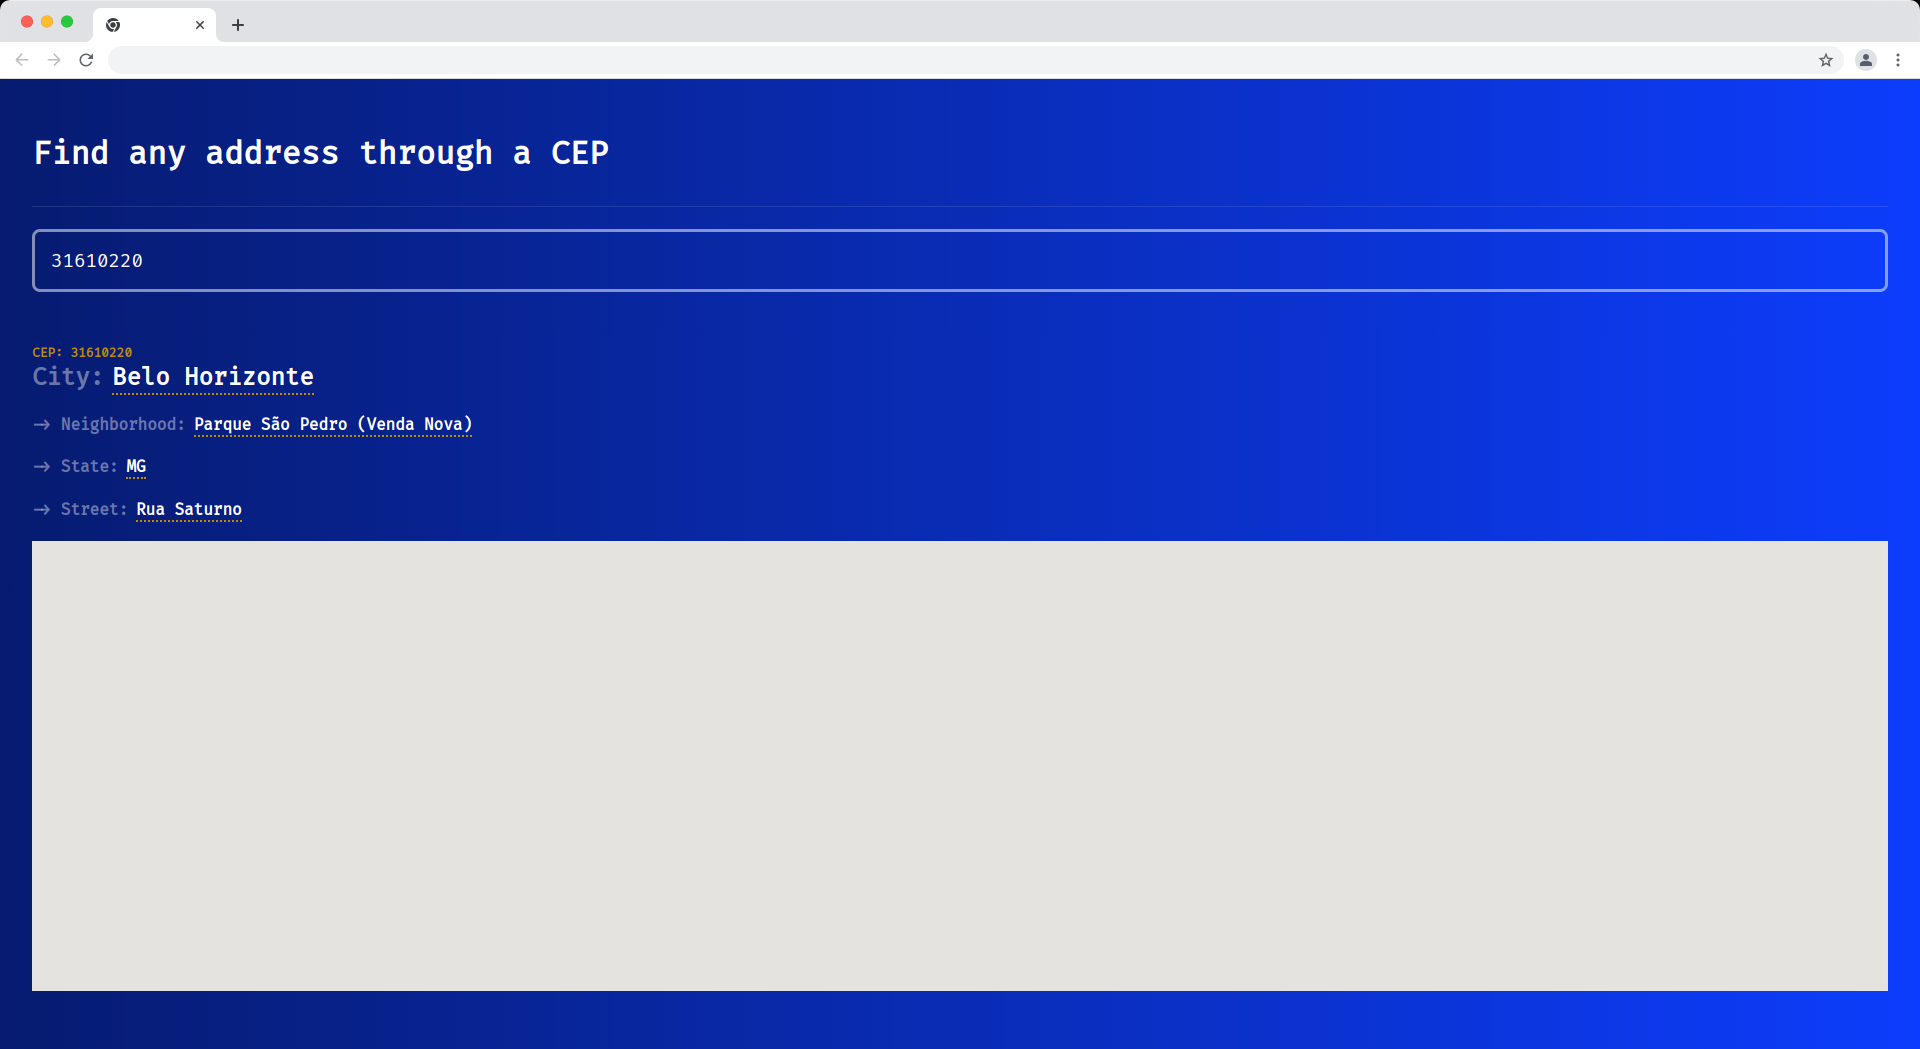 Find any address through a CEP
31610220
CEP: 31610220
City: Belo Horizonte
→ Neighborhood: Parque São Pedro (Venda Nova)
→ State: MG
→ Street: Rua Saturno